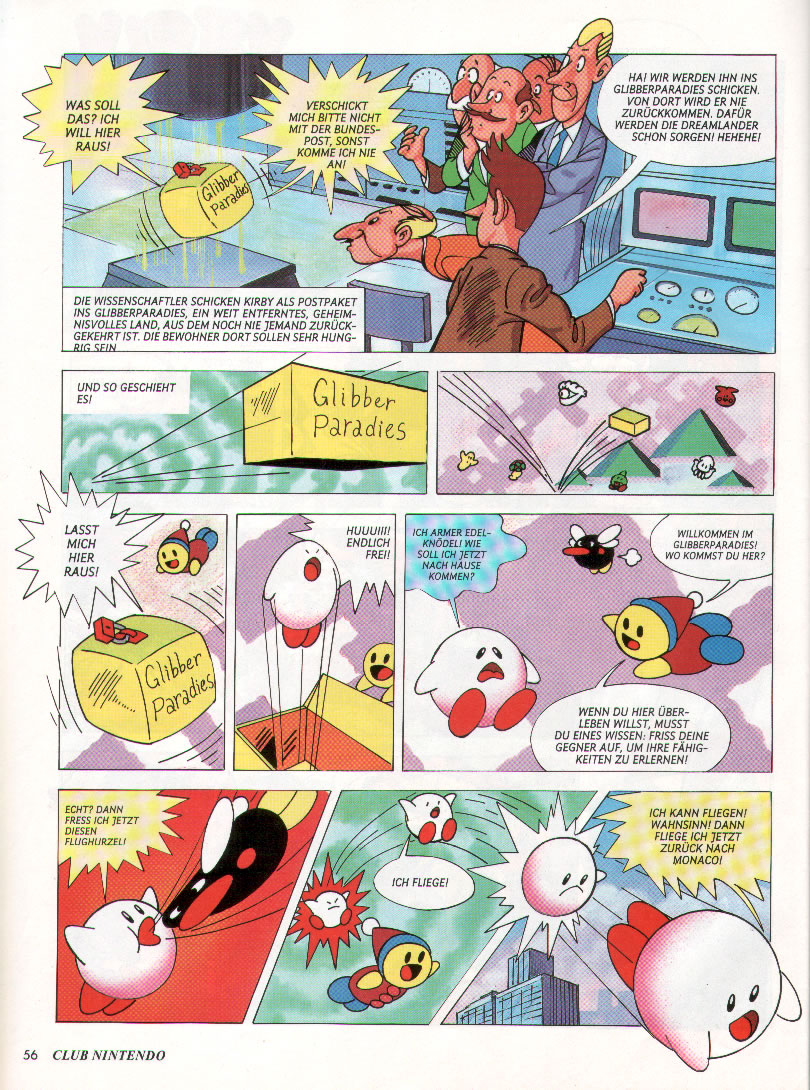 WAS SOLL
DAS? ICH
WILL HIER
RAUS!
VERSCHICKT
MICH BITTE NICHT
MIT DER BUNDES-
POST, SONST
KOMME ICH NIE
AN!
HA! WIR WERDEN IHN INS
GLIBBERPARADIES SCHICKEN.
VON DORT WIRD ER NIE
ZURÜCKKOMMEN. DAFÜR
WERDEN DIE DREAMLANDER
SCHON SORGEN! HEHEHE!
Glibber
Paradies
DIE WISSENSCHAFTLER SCHICKEN KIRBY ALS POSTPAKET
INS GLIBBERPARADIES, EIN WEIT ENTFERNTES, GEHEIM-
NISVOLLES LAND, AUS DEM NOCH NIE JEMAND ZURÜCK-
GEKEHRT IST. DIE BEWOHNER DORT SOLLEN SEHR HUNG-
RIG SEIN
UND SO GESCHIEHT
ES!
Glibber
Paradies
LASST
MICH
HIER
RAUS!
Glibber
Paradies
HUUUIII!
ENDLICH
FREI!
ICH ARMER EDEL-
KNÖDEL! WIE
SOLL ICH JETZT
NACH HAUSE
KOMMEN?
WILLKOMMEN IM
GLIBBERPARADIES!
WO KOMMST DU HER?
WENN DU HIER ÜBER-
LEBEN WILLST, MUSST
DU EINES WISSEN: FRISS DEINE
GEGNER AUF, UM IHRE FÄHIG-
KEITEN ZU ERLERNEN!
ECHT? DANN
FRESS ICH JETZT
DIESEN
FLUGHURZEL!
ICH FLIEGE!
ICH KANN FLIEGEN!
WAHNSINN! DANN
FLIEGE ICH JETZT
ZURÜCK NACH
MONACO!
56 CLUB NINTENDO